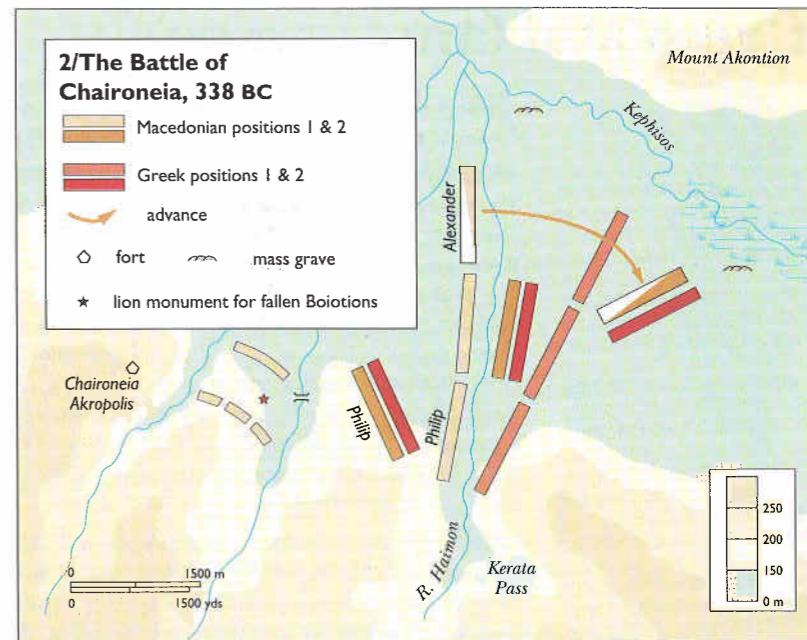 2/The Battle of
Chaironeia, 338 BC
Macedonian positions 1 & 2
Greek positions 1 & 2
advance
fort
mass grave
lion monument for fallen Boiotions
Mount Akontion
Kephisos
Alexander
Chaironeia
Akropolis
Philip
Philip
R. Haimon
Kerata
Pass
0 1500 m
0 1500 yds
250
200
150
0 m